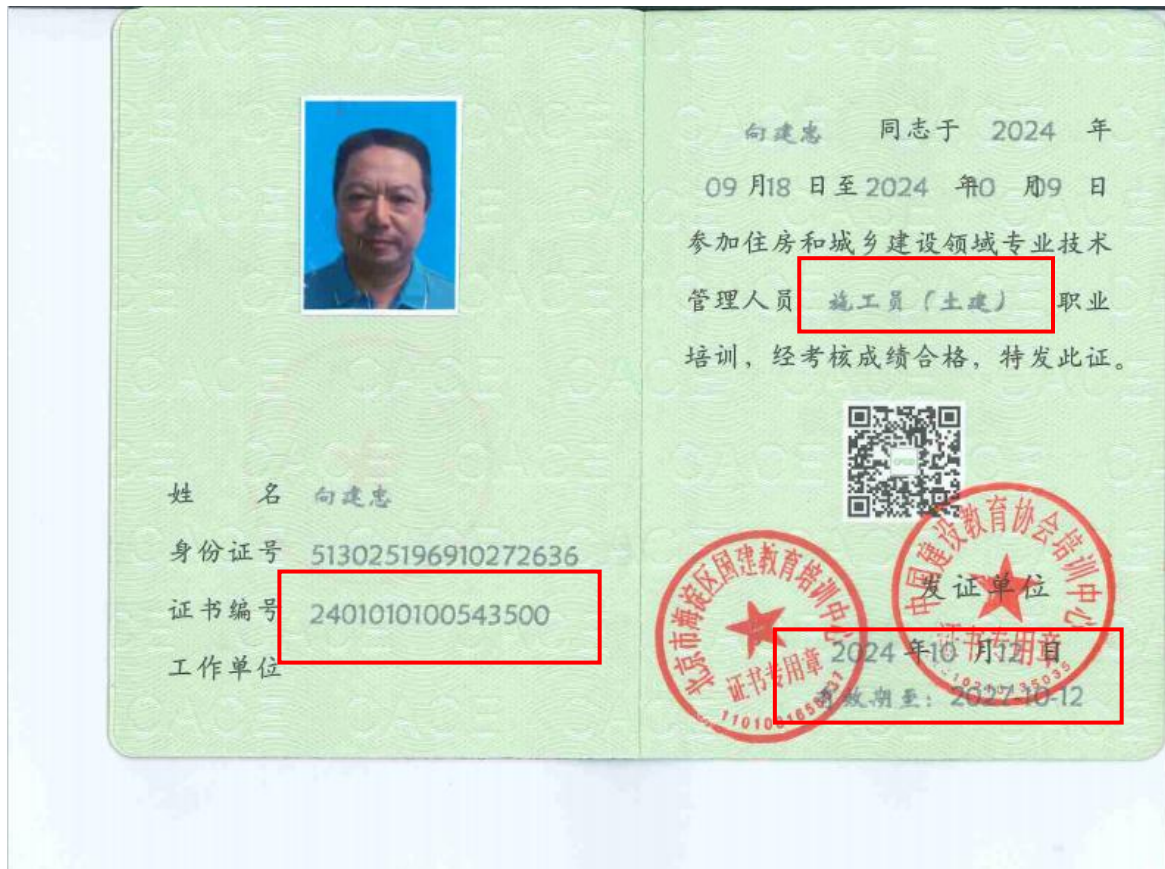 姓 名 向建忠
身份证号 513025196910272636
证书编号 2401010100543500
工作单位
向建忠 同志于 2024 年
09 月18 日至 2024 年10 月09 日
参加住房和城乡建设领域专业技术
管理人员 施工员（土建） 职业
培训，经考核成绩合格，特发此证。
中国建设教育协会培训中心
发证单位
证书专用章
北京市海淀区国建教育培训中心
证书专用章
2024 年10 月12 日
有效期至：2027-10-12